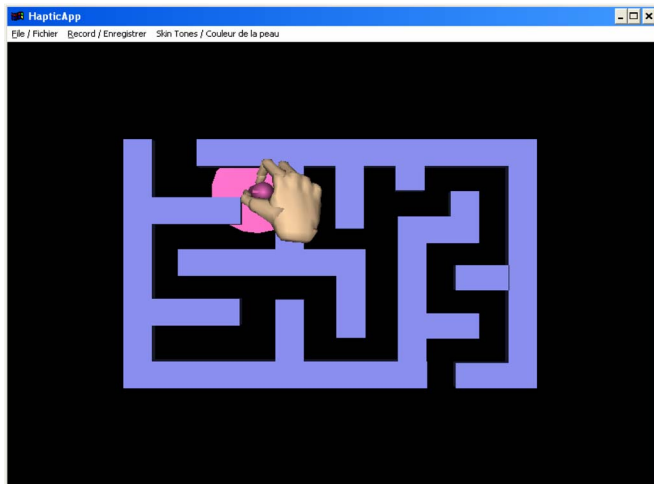 HapticApp
File / Fichier Record / Enregistrer Skin Tones / Couleur de la peau